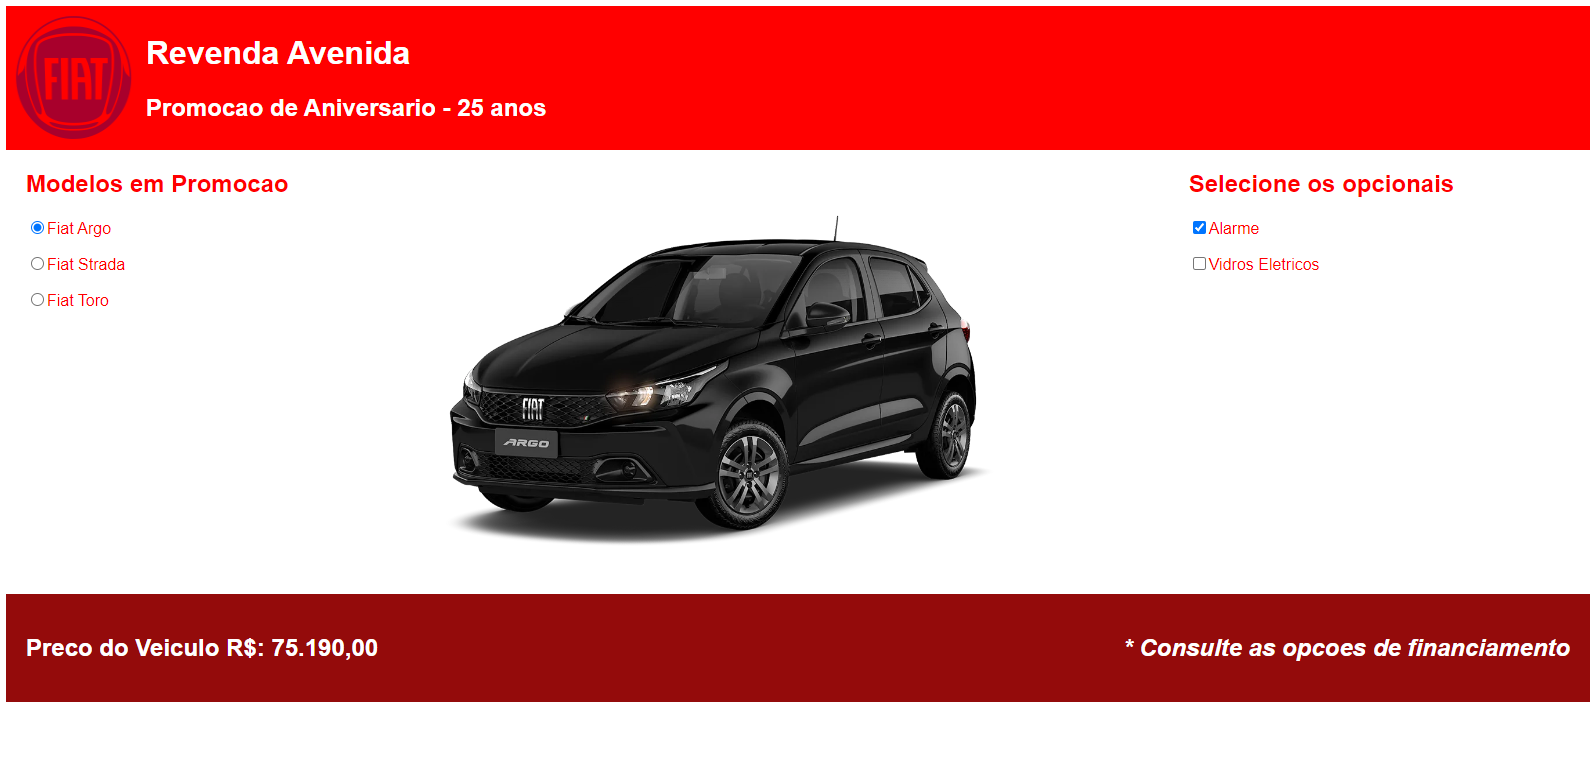 FIAT
Revenda Avenida
Promocao de Aniversario - 25 anos
Modelos em Promocao
Fiat Argo
Fiat Strada
Fiat Toro
FIAT
ARGO
Selecione os opcionais
Alarme
Vidros Eletricos
Preco do Veiculo R$: 75.190,00
* Consulte as opcoes de financiamento